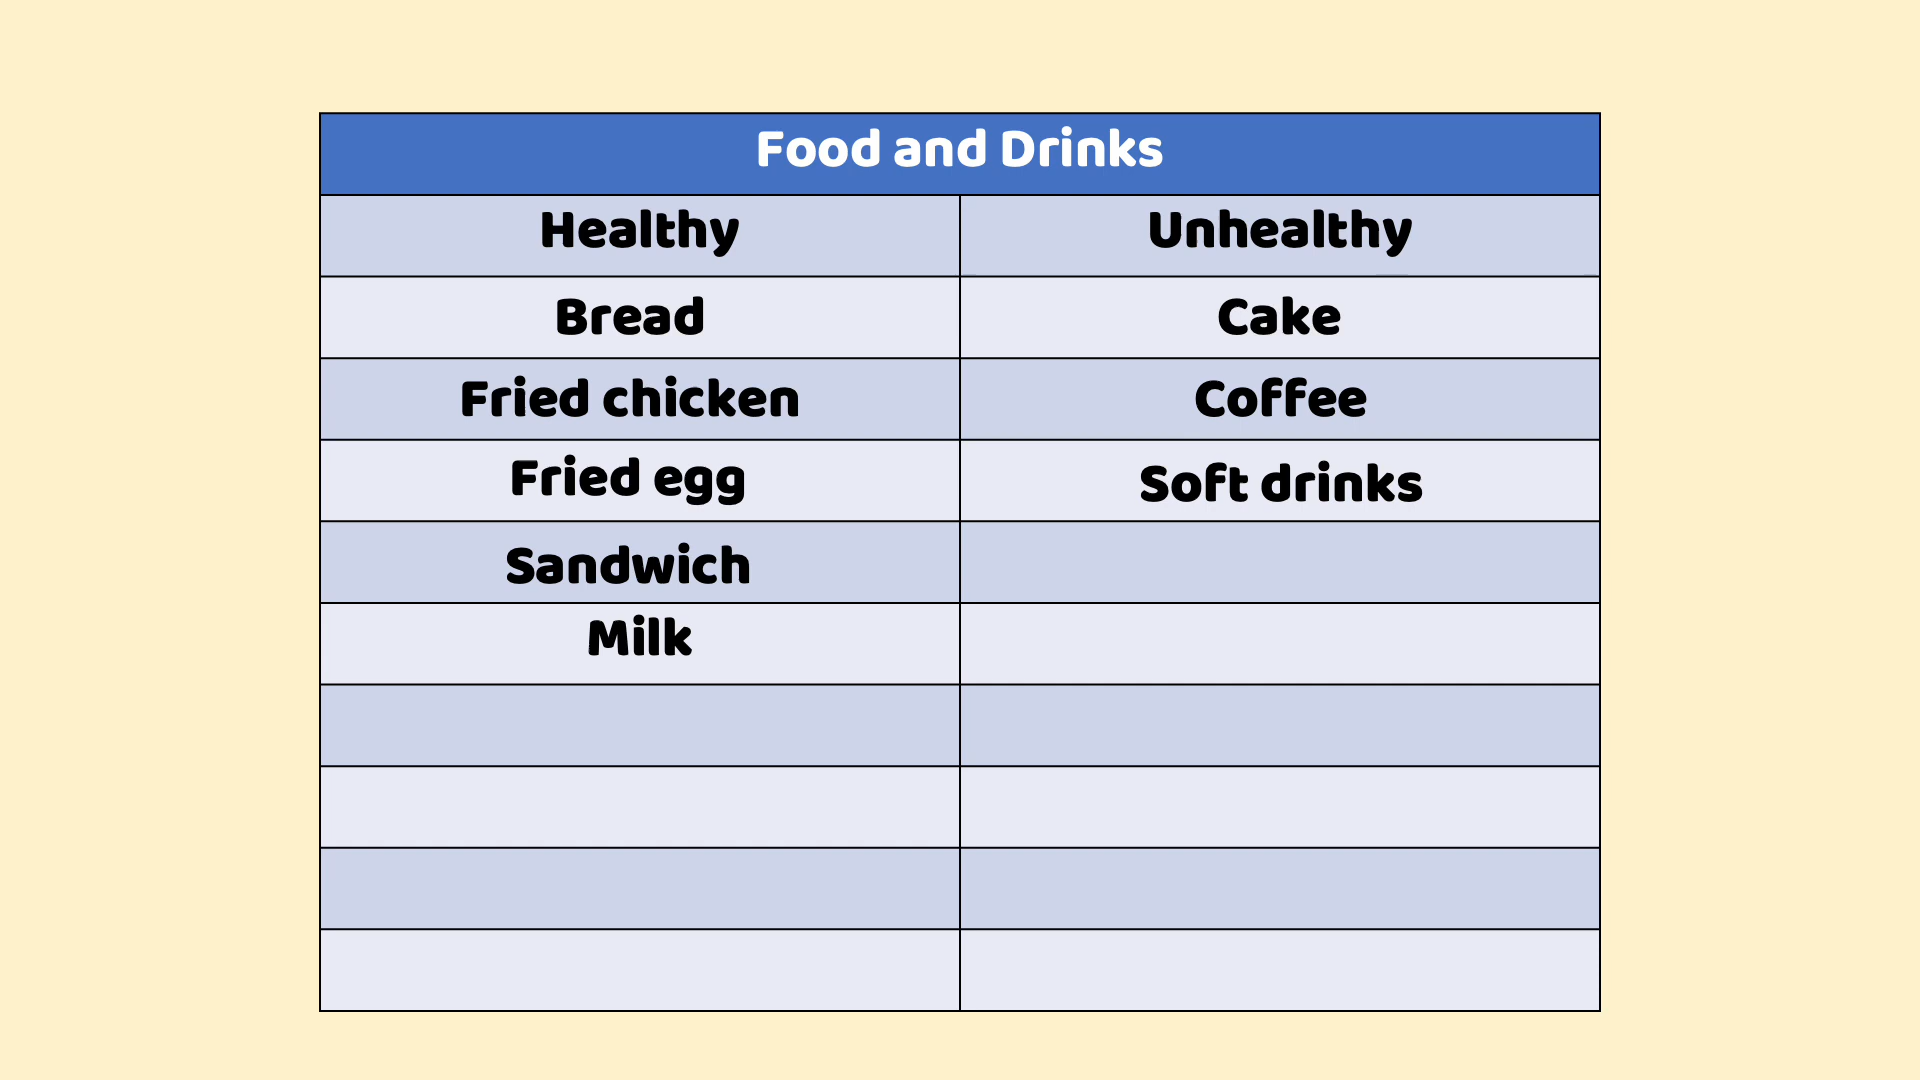 Food and Drinks
Healthy Unhealthy
Bread Cake
Fried chicken Coffee
Fried egg Soft drinks
Sandwich
Milk